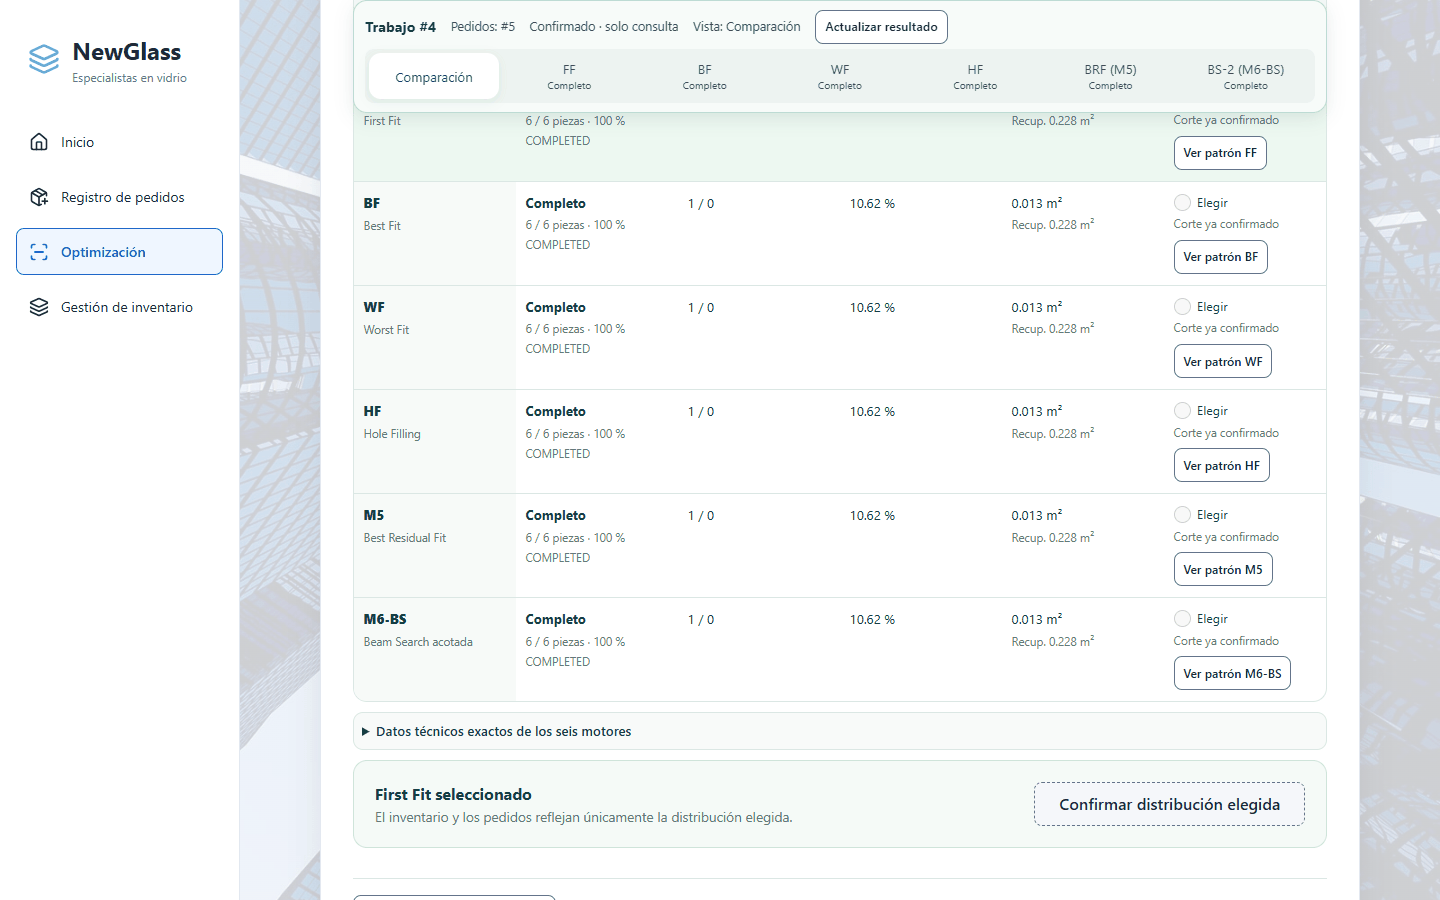 NewGlass
Especialistas en vidrio
Inicio
Registro de pedidos
Optimización
Gestión de inventario
Trabajo #4 Pedidos: #5 Confirmado · solo consulta Vista: Comparación Actualizar resultado
Comparación
FF
Completo
BF
Completo
WF
Completo
HF
Completo
BRF (M5)
Completo
BS-2 (M6-BS)
Completo
First Fit
6 / 6 piezas · 100 %
COMPLETED
Recup. 0.228 m²
Corte ya confirmado
Ver patrón FF
BF
Best Fit
Completo
6 / 6 piezas · 100 %
COMPLETED
1 / 0
10.62 %
0.013 m²
Recup. 0.228 m²
Elegir
Corte ya confirmado
Ver patrón BF
WF
Worst Fit
Completo
6 / 6 piezas · 100 %
COMPLETED
1 / 0
10.62 %
0.013 m²
Recup. 0.228 m²
Elegir
Corte ya confirmado
Ver patrón WF
HF
Hole Filling
Completo
6 / 6 piezas · 100 %
COMPLETED
1 / 0
10.62 %
0.013 m²
Recup. 0.228 m²
Elegir
Corte ya confirmado
Ver patrón HF
M5
Best Residual Fit
Completo
6 / 6 piezas · 100 %
COMPLETED
1 / 0
10.62 %
0.013 m²
Recup. 0.228 m²
Elegir
Corte ya confirmado
Ver patrón M5
M6-BS
Beam Search acotada
Completo
6 / 6 piezas · 100 %
COMPLETED
1 / 0
10.62 %
0.013 m²
Recup. 0.228 m²
Elegir
Corte ya confirmado
Ver patrón M6-BS
Datos técnicos exactos de los seis motores
First Fit seleccionado
El inventario y los pedidos reflejan únicamente la distribución elegida.
Confirmar distribución elegida